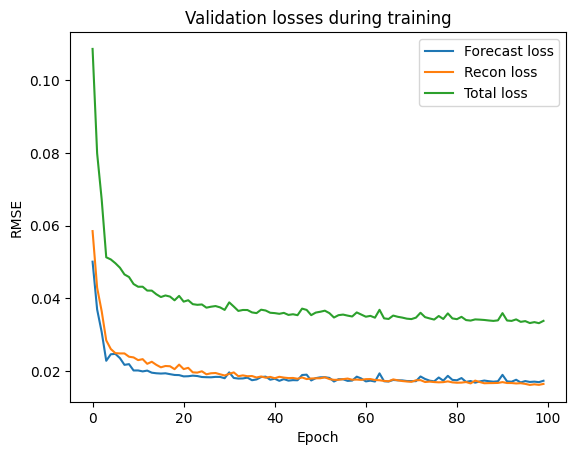 Validation losses during training
Forecast loss
Recon loss
Total loss
0.10
0.08
0.06
0.04
0.02
RMSE
0
20
40
60
80
100
Epoch